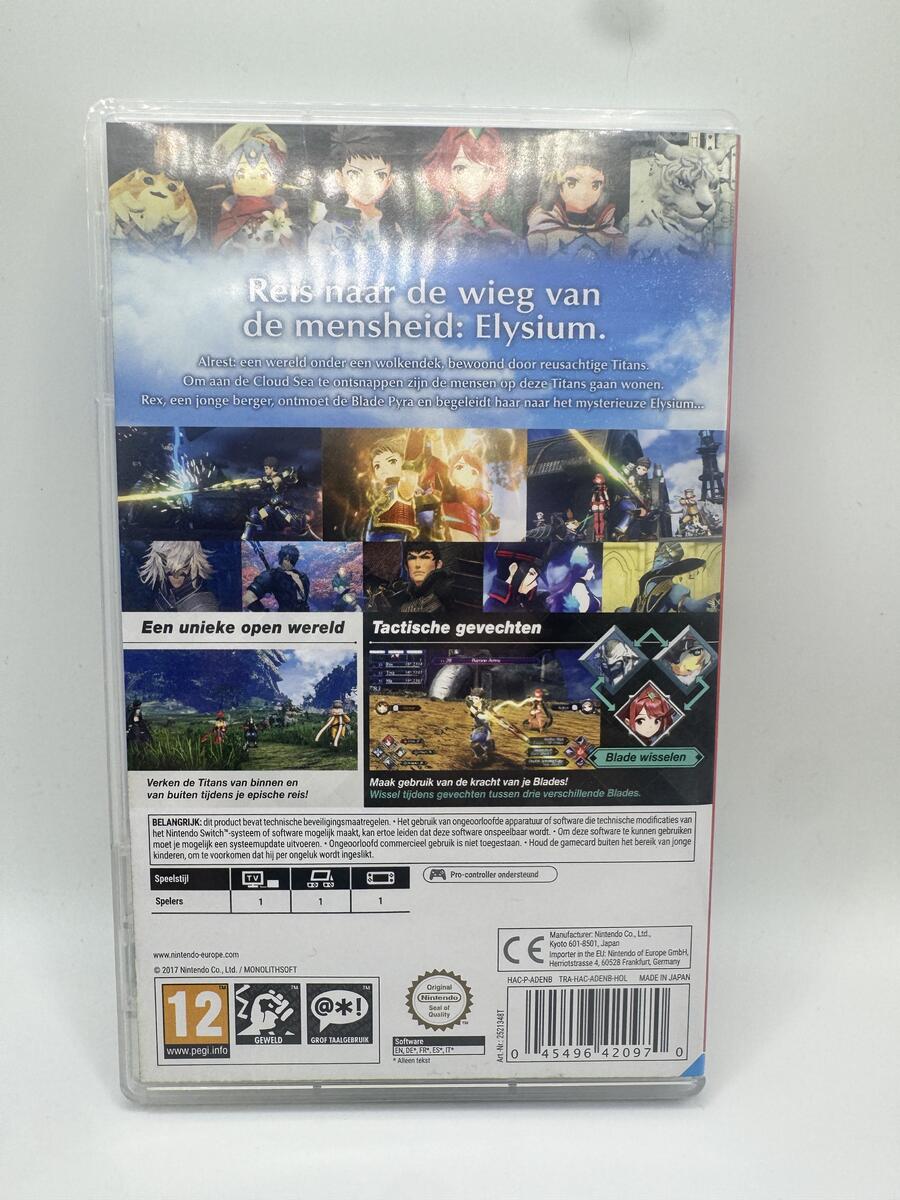 Reis naar de wieg van
de mensheid: Elysium.
Alrest: een wereld onder een wolkendek, bewoond door reusachtige Titans.
Om aan de Cloud Sea te ontsnappen zijn de mensen op deze Titans gaan wonen.
Rex, een jonge berger, ontmoet de Blade Pyra en begeleidt haar naar het mysterieuze Elysium...
Een unieke open wereld
Tactische gevechten
Blade wisselen
Verken de Titans van binnen en
van buiten tijdens je epische reis!
Maak gebruik van de kracht van je Blades!
Wissel tijdens gevechten tussen drie verschillende Blades.
BELANGRIJK: dit product bevat technische beveiligingsmaatregelen. • Het gebruik van ongeoorloofde apparatuur of software die technische modificaties van
het Nintendo Switch™-systeem of software mogelijk maakt, kan ertoe leiden dat deze software onspeelbaar wordt. • Om deze software te kunnen gebruiken
moet je mogelijk een systeemupdate uitvoeren. • Ongeoorloofd commercieel gebruik is niet toegestaan. • Houd de gamecard buiten het bereik van jonge
kinderen, om te voorkomen dat hij per ongeluk wordt ingeslikt.
Speelstijl
TV
Pro-controller ondersteund
Spelers 1 1 1
www.nintendo-europe.com
© 2017 Nintendo Co., Ltd. / MONOLITHSOFT
CE
Manufacturer: Nintendo Co., Ltd.,
Kyoto 601-8501, Japan
Importer in the EU: Nintendo of Europe GmbH,
Herriotstrasse 4, 60528 Frankfurt, Germany
HAC-P-ADENB TRA-HAC-ADENB-HOL MADE IN JAPAN
12
www.pegi.info
™
GEWELD
™
@*!
GROF TAALGEBRUIK
™
Original
Nintendo
Seal of
Quality
™
Software
EN, DE*, FR*, ES*, IT*
* Alleen tekst
Art.-Nr.: 2521348T
0 45496 42097 0